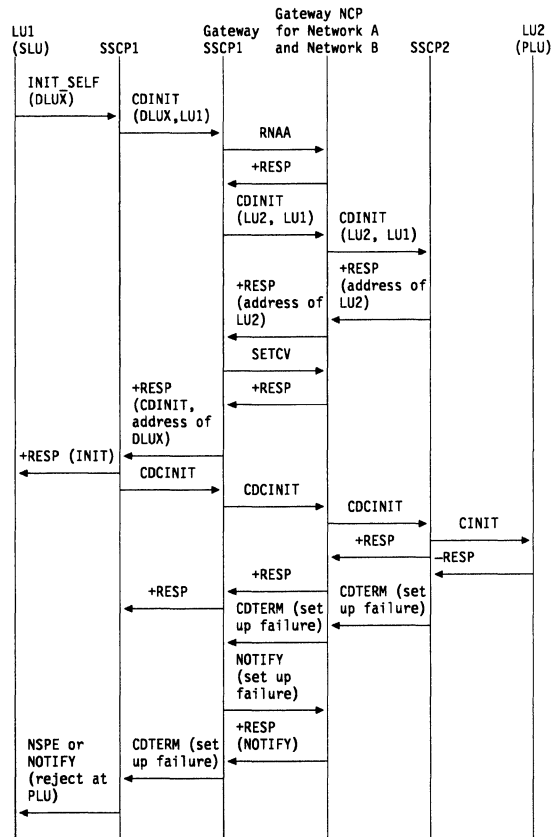 Gateway NCP
LU1 Gateway for Network A LU2
(SLU) SSCP1 SSCP1 and Network B SSCP2 (PLU)
INIT_SELF
(DLUX)
CDINIT
(DLUX,LU1)
RNAA
+RESP
CDINIT
(LU2, LU1)
CDINIT
(LU2, LU1)
+RESP
(address of
LU2)
+RESP
(address of
LU2)
SETCV
+RESP
+RESP
(CDINIT,
address of
DLUX)
+RESP (INIT)
CDCINIT
CDCINIT
CDCINIT
CINIT
+RESP
—RESP
+RESP
+RESP
CDTERM (set
up failure)
CDTERM (set
up failure)
NOTIFY
(set up
failure)
+RESP
(NOTIFY)
CDTERM (set
up failure)
NSPE or
NOTIFY
(reject at
PLU)